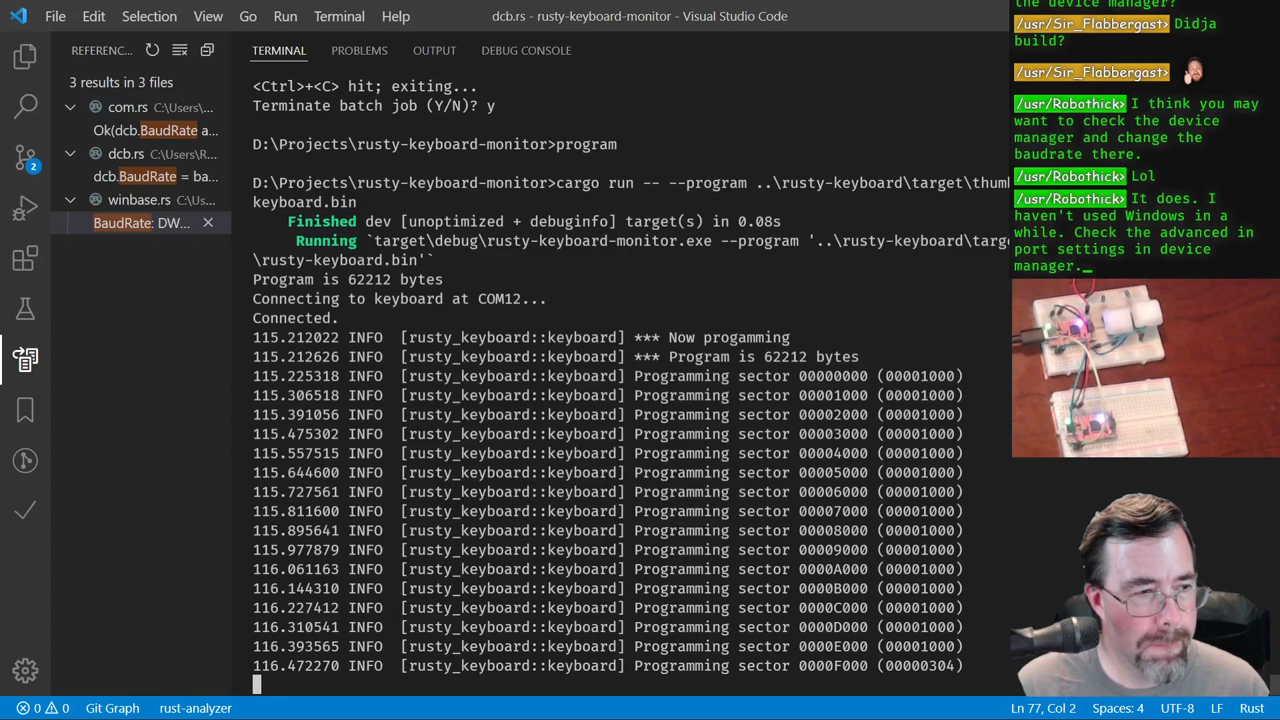 File Edit Selection View Go Run Terminal Help
dcb.rs - rusty-keyboard-monitor - Visual Studio Code
REFERENC...
3 results in 3 files
com.rs C:\Users\...
Ok(dcb.BaudRate a...
dcb.rs C:\Users\R...
dcb.BaudRate = ba...
winbase.rs C:\Us...
BaudRate: DW...
2
TERMINAL PROBLEMS OUTPUT DEBUG CONSOLE
<Ctrl>+<C> hit; exiting...
Terminate batch job (Y/N)? y
D:\Projects\rusty-keyboard-monitor>program
D:\Projects\rusty-keyboard-monitor>cargo run -- --program ..\rusty-keyboard\target\thum
keyboard.bin
Finished dev [unoptimized + debuginfo] target(s) in 0.08s
Running `target\debug\rusty-keyboard-monitor.exe --program '..\rusty-keyboard\targe
\rusty-keyboard.bin'`
Program is 62212 bytes
Connecting to keyboard at COM12...
Connected.
115.212022 INFO [rusty_keyboard::keyboard] *** Now progamming
115.212626 INFO [rusty_keyboard::keyboard] *** Program is 62212 bytes
115.225318 INFO [rusty_keyboard::keyboard] Programming sector 00000000 (00001000)
115.306518 INFO [rusty_keyboard::keyboard] Programming sector 00001000 (00001000)
115.391056 INFO [rusty_keyboard::keyboard] Programming sector 00002000 (00001000)
115.475302 INFO [rusty_keyboard::keyboard] Programming sector 00003000 (00001000)
115.557515 INFO [rusty_keyboard::keyboard] Programming sector 00004000 (00001000)
115.644600 INFO [rusty_keyboard::keyboard] Programming sector 00005000 (00001000)
115.727561 INFO [rusty_keyboard::keyboard] Programming sector 00006000 (00001000)
115.811600 INFO [rusty_keyboard::keyboard] Programming sector 00007000 (00001000)
115.895641 INFO [rusty_keyboard::keyboard] Programming sector 00008000 (00001000)
115.977879 INFO [rusty_keyboard::keyboard] Programming sector 00009000 (00001000)
116.061163 INFO [rusty_keyboard::keyboard] Programming sector 0000A000 (00001000)
116.144310 INFO [rusty_keyboard::keyboard] Programming sector 0000B000 (00001000)
116.227412 INFO [rusty_keyboard::keyboard] Programming sector 0000C000 (00001000)
116.310541 INFO [rusty_keyboard::keyboard] Programming sector 0000D000 (00001000)
116.393565 INFO [rusty_keyboard::keyboard] Programming sector 0000E000 (00001000)
116.472270 INFO [rusty_keyboard::keyboard] Programming sector 0000F000 (00000304)
the device manager?
/usr/Sir_Flabbergast> Didja
build?
/usr/Sir_Flabbergast>
/usr/Robothick> I think you may
want to check the device
manager and change the
baudrate there.
/usr/Robothick> Lol
/usr/Robothick> It does. I
haven't used Windows in a
while. Check the advanced in
port settings in device
manager._
0 0 Git Graph rust-analyzer
Ln 77, Col 2 Spaces: 4 UTF-8 LF Rust